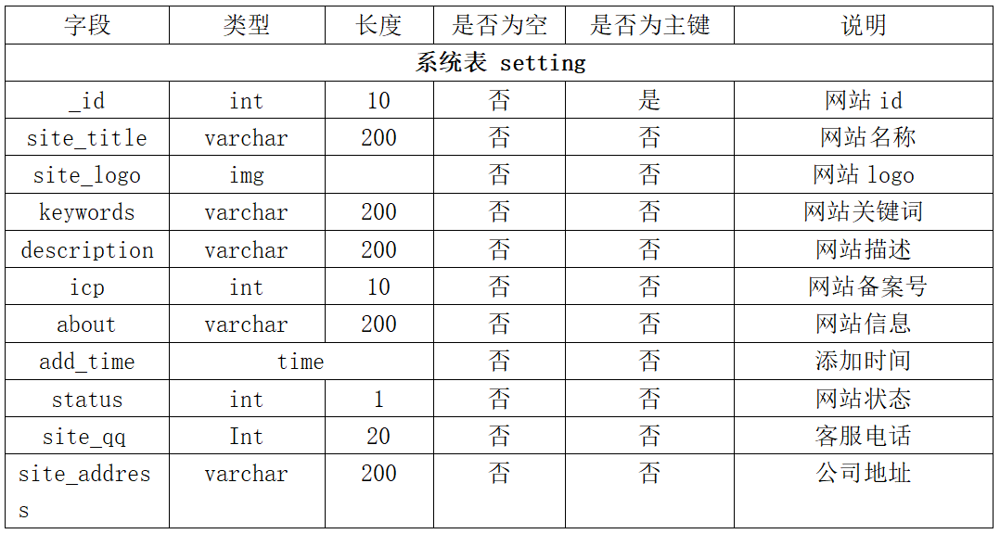 字段 类型 长度 是否为空 是否为主键 说明
系统表 setting
_id int 10 否 是 网站 id
site_title varchar 200 否 否 网站名称
site_logo img 否 否 网站 logo
keywords varchar 200 否 否 网站关键词
description varchar 200 否 否 网站描述
icp int 10 否 否 网站备案号
about varchar 200 否 否 网站信息
add_time time 否 否 添加时间
status int 1 否 否 网站状态
site_qq Int 20 否 否 客服电话
site_addres varchar 200 否 否 公司地址
s